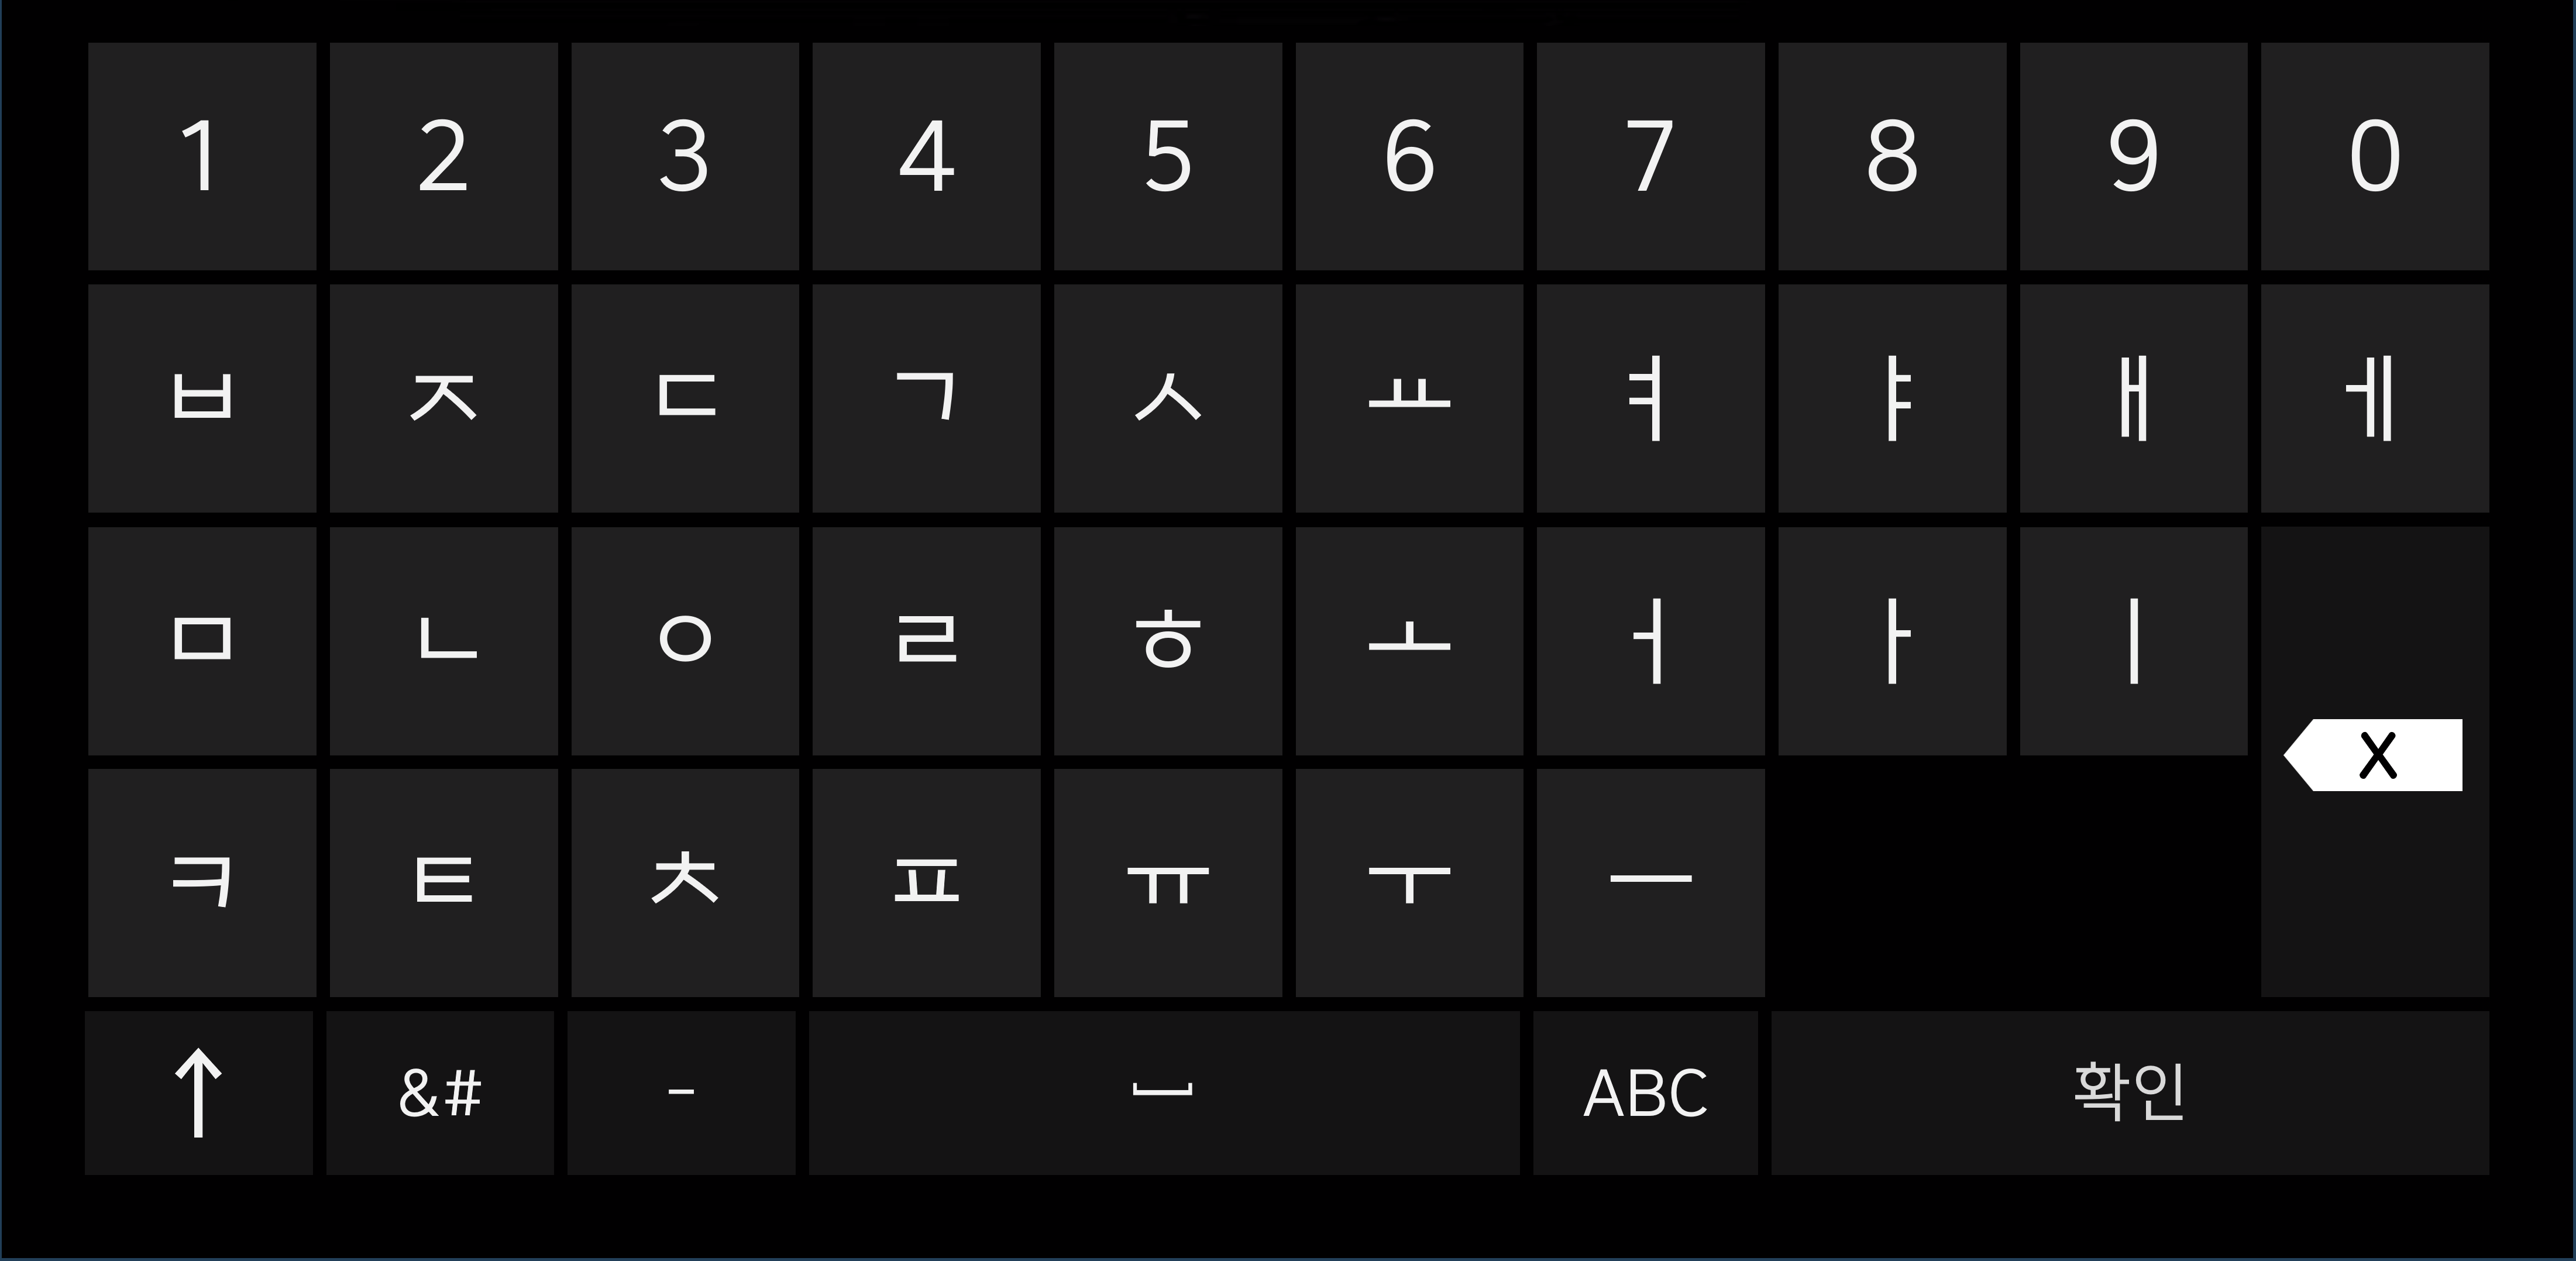 1 2 3 4 5 6 7 8 9 0
ㅂ ㅈ ㄷ ㄱ ㅅ ㅛ ㅕ ㅑ ㅐ ㅔ
ㅁ ㄴ ㅇ ㄹ ㅎ ㅗ ㅓ ㅏ ㅣ
X
ㅋ ㅌ ㅊ ㅍ ㅠ ㅜ ㅡ
↑ &# - ABC 확인